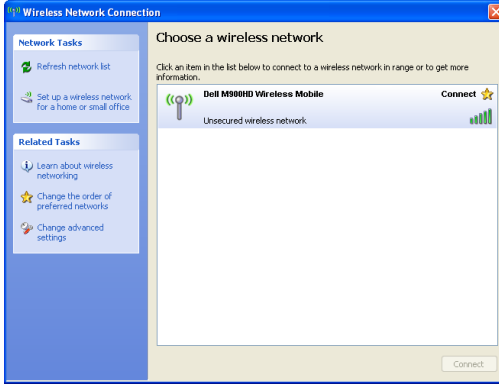 Wireless Network Connection
Network Tasks
Refresh network list
Set up a wireless network
for a home or small office
Related Tasks
Learn about wireless
networking
Change the order of
preferred networks
Change advanced
settings
Choose a wireless network
Click an item in the list below to connect to a wireless network in range or to get more
information.
Dell M900HD Wireless Mobile
Connect
Unsecured wireless network
Connect